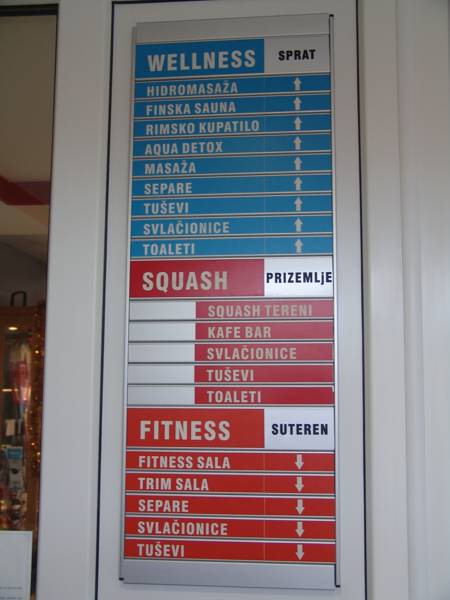 WELLNESS SPRAT
HIDROMASAŽA ↑
FINSKA SAUNA ↑
RIMSKO KUPATILO ↑
AQUA DETOX ↑
MASAŽA ↑
SEPARE ↑
TUŠEVI ↑
SVLAČIONICE ↑
TOALETI ↑
SQUASH PRIZEMLjE
SQUASH TERENI
KAFE BAR
SVLAČIONICE
TUŠEVI
TOALETI
FITNESS SUTEREN
FITNESS SALA ↓
TRIM SALA ↓
SEPARE ↓
SVLAČIONICE ↓
TUŠEVI ↓